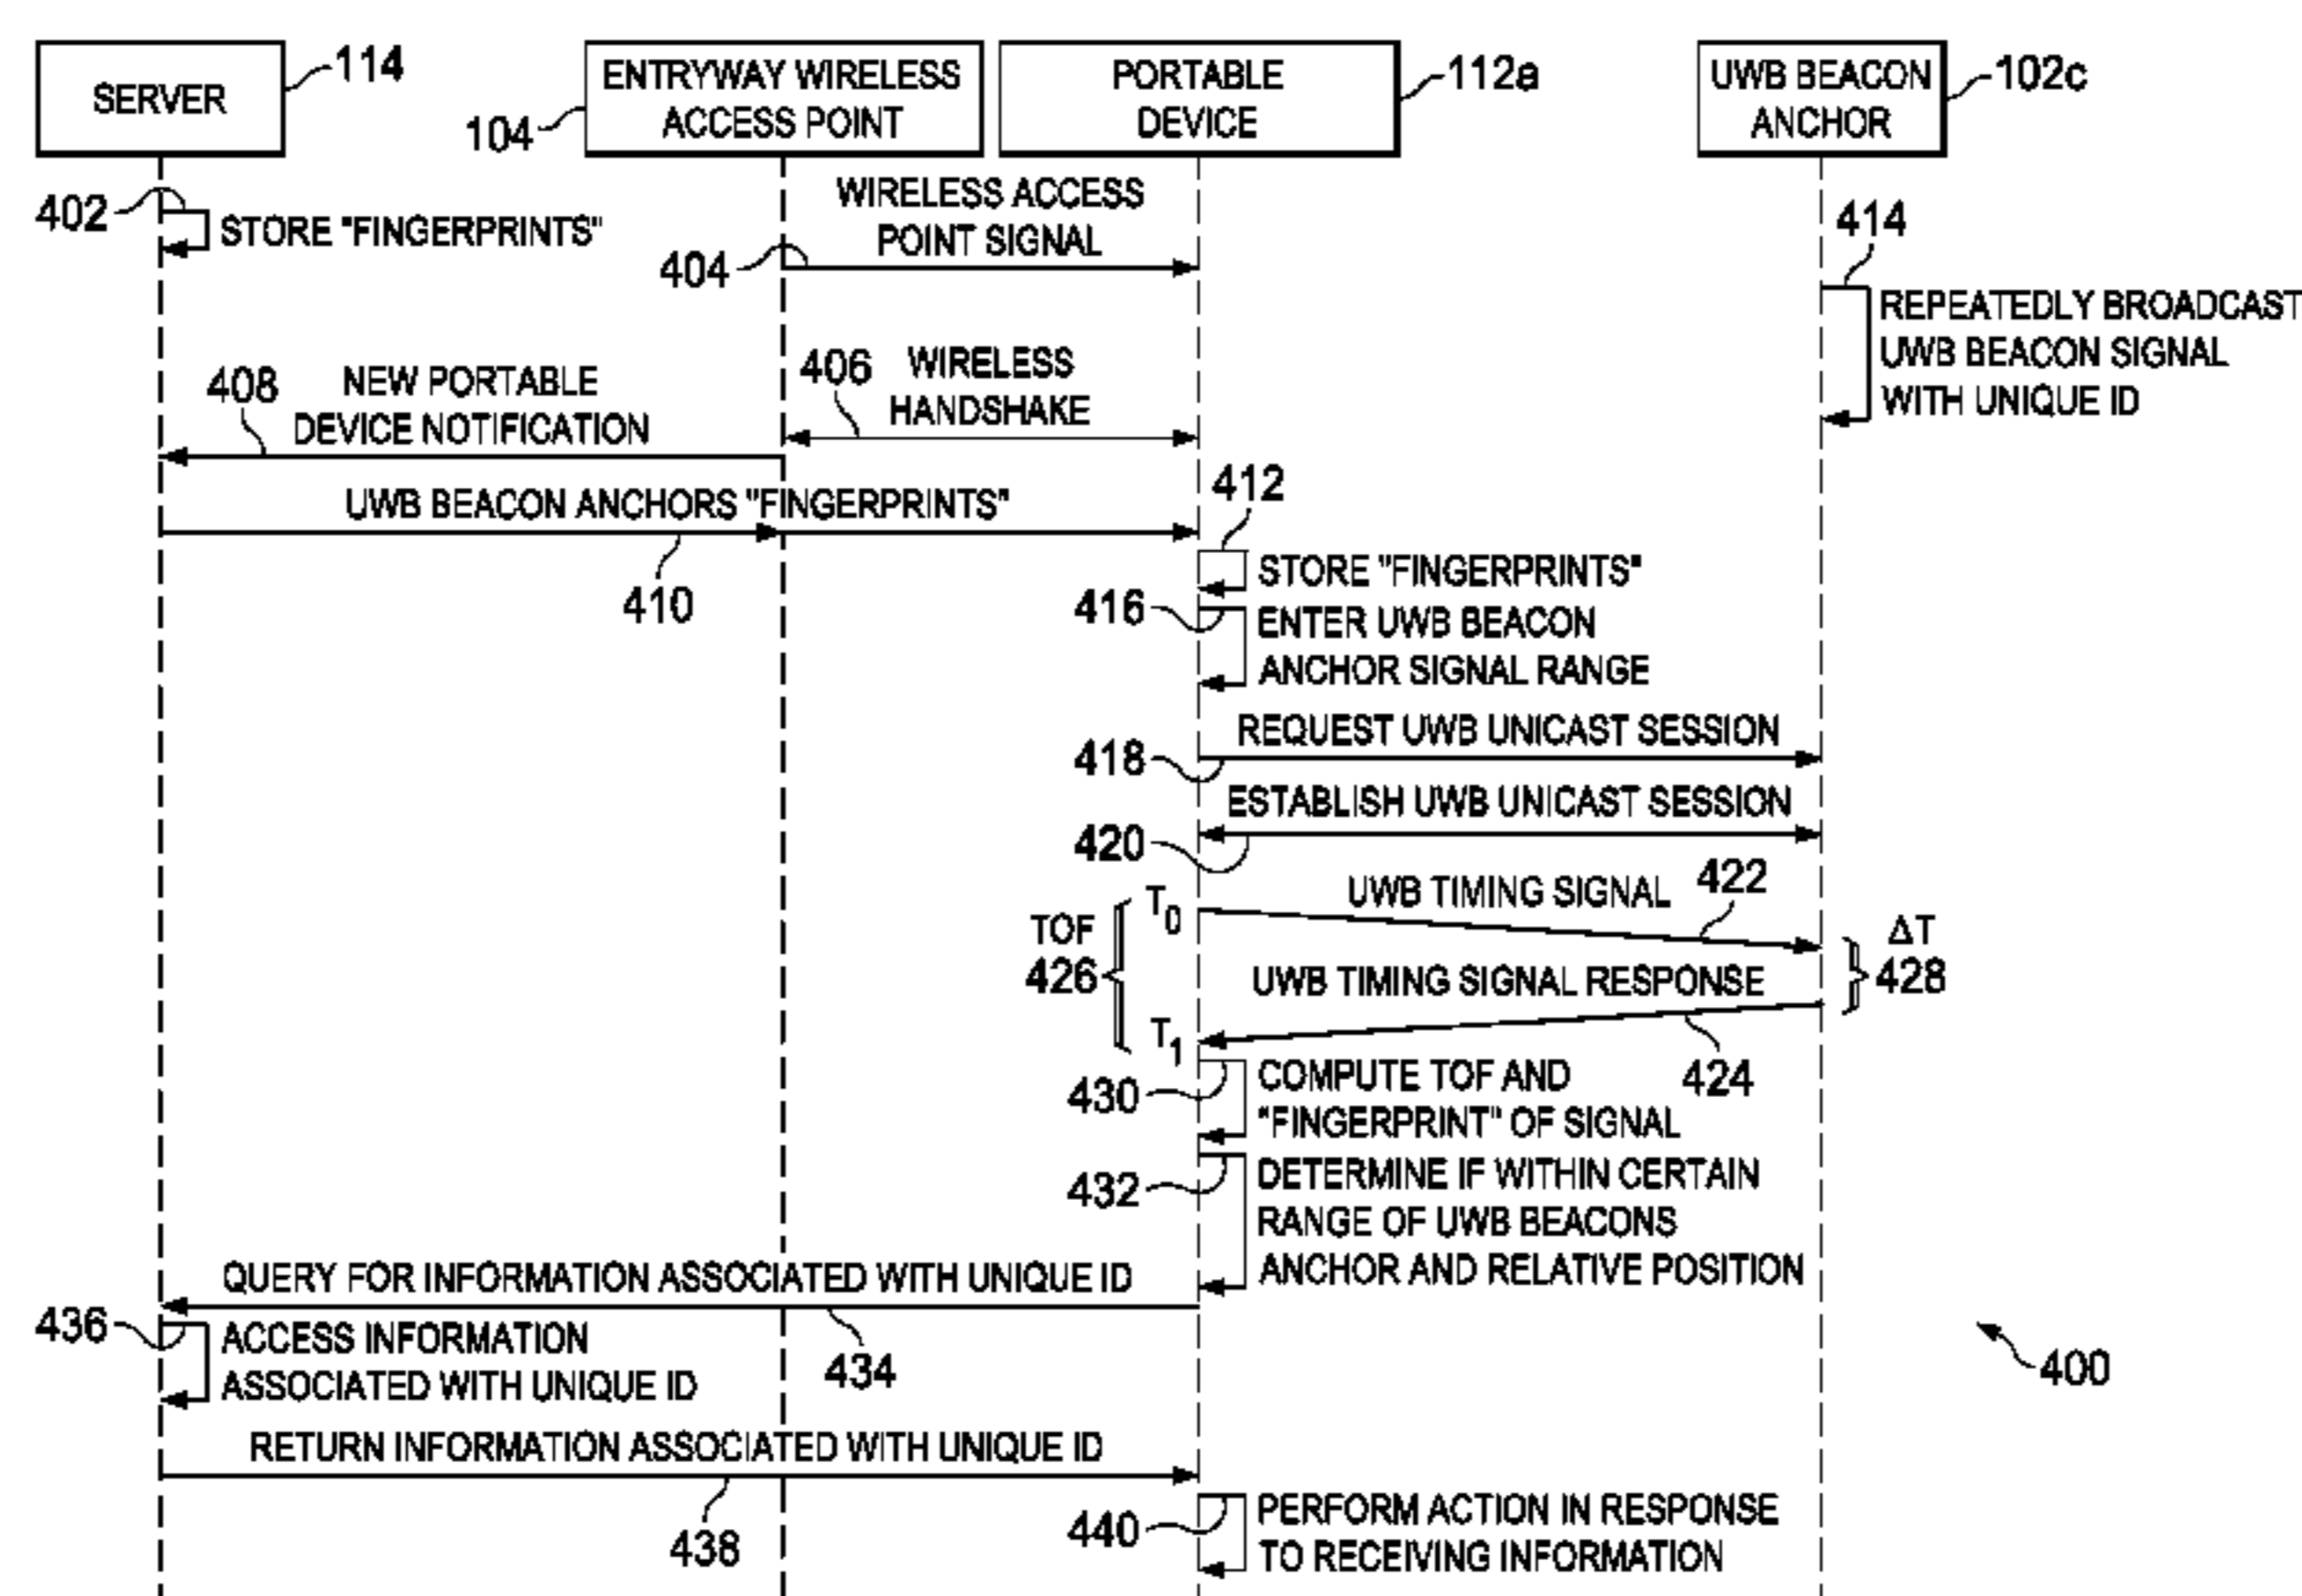 SERVER
114
104
ENTRYWAY WIRELESS
ACCESS POINT
PORTABLE
DEVICE
112a
UWB BEACON
ANCHOR
102c
402
STORE "FINGERPRINTS"
WIRELESS ACCESS
POINT SIGNAL
404
414
REPEATEDLY BROADCAST
UWB BEACON SIGNAL
WITH UNIQUE ID
406
WIRELESS
HANDSHAKE
408
NEW PORTABLE
DEVICE NOTIFICATION
UWB BEACON ANCHORS "FINGERPRINTS"
410
412
STORE "FINGERPRINTS"
416
ENTER UWB BEACON
ANCHOR SIGNAL RANGE
REQUEST UWB UNICAST SESSION
418
ESTABLISH UWB UNICAST SESSION
420
UWB TIMING SIGNAL
422
TOF
426
T0
T1
ΔT
428
UWB TIMING SIGNAL RESPONSE
424
430
COMPUTE TOF AND
"FINGERPRINT" OF SIGNAL
432
DETERMINE IF WITHIN CERTAIN
RANGE OF UWB BEACONS
ANCHOR AND RELATIVE POSITION
QUERY FOR INFORMATION ASSOCIATED WITH UNIQUE ID
434
436
ACCESS INFORMATION
ASSOCIATED WITH UNIQUE ID
400
RETURN INFORMATION ASSOCIATED WITH UNIQUE ID
438
440
PERFORM ACTION IN RESPONSE
TO RECEIVING INFORMATION